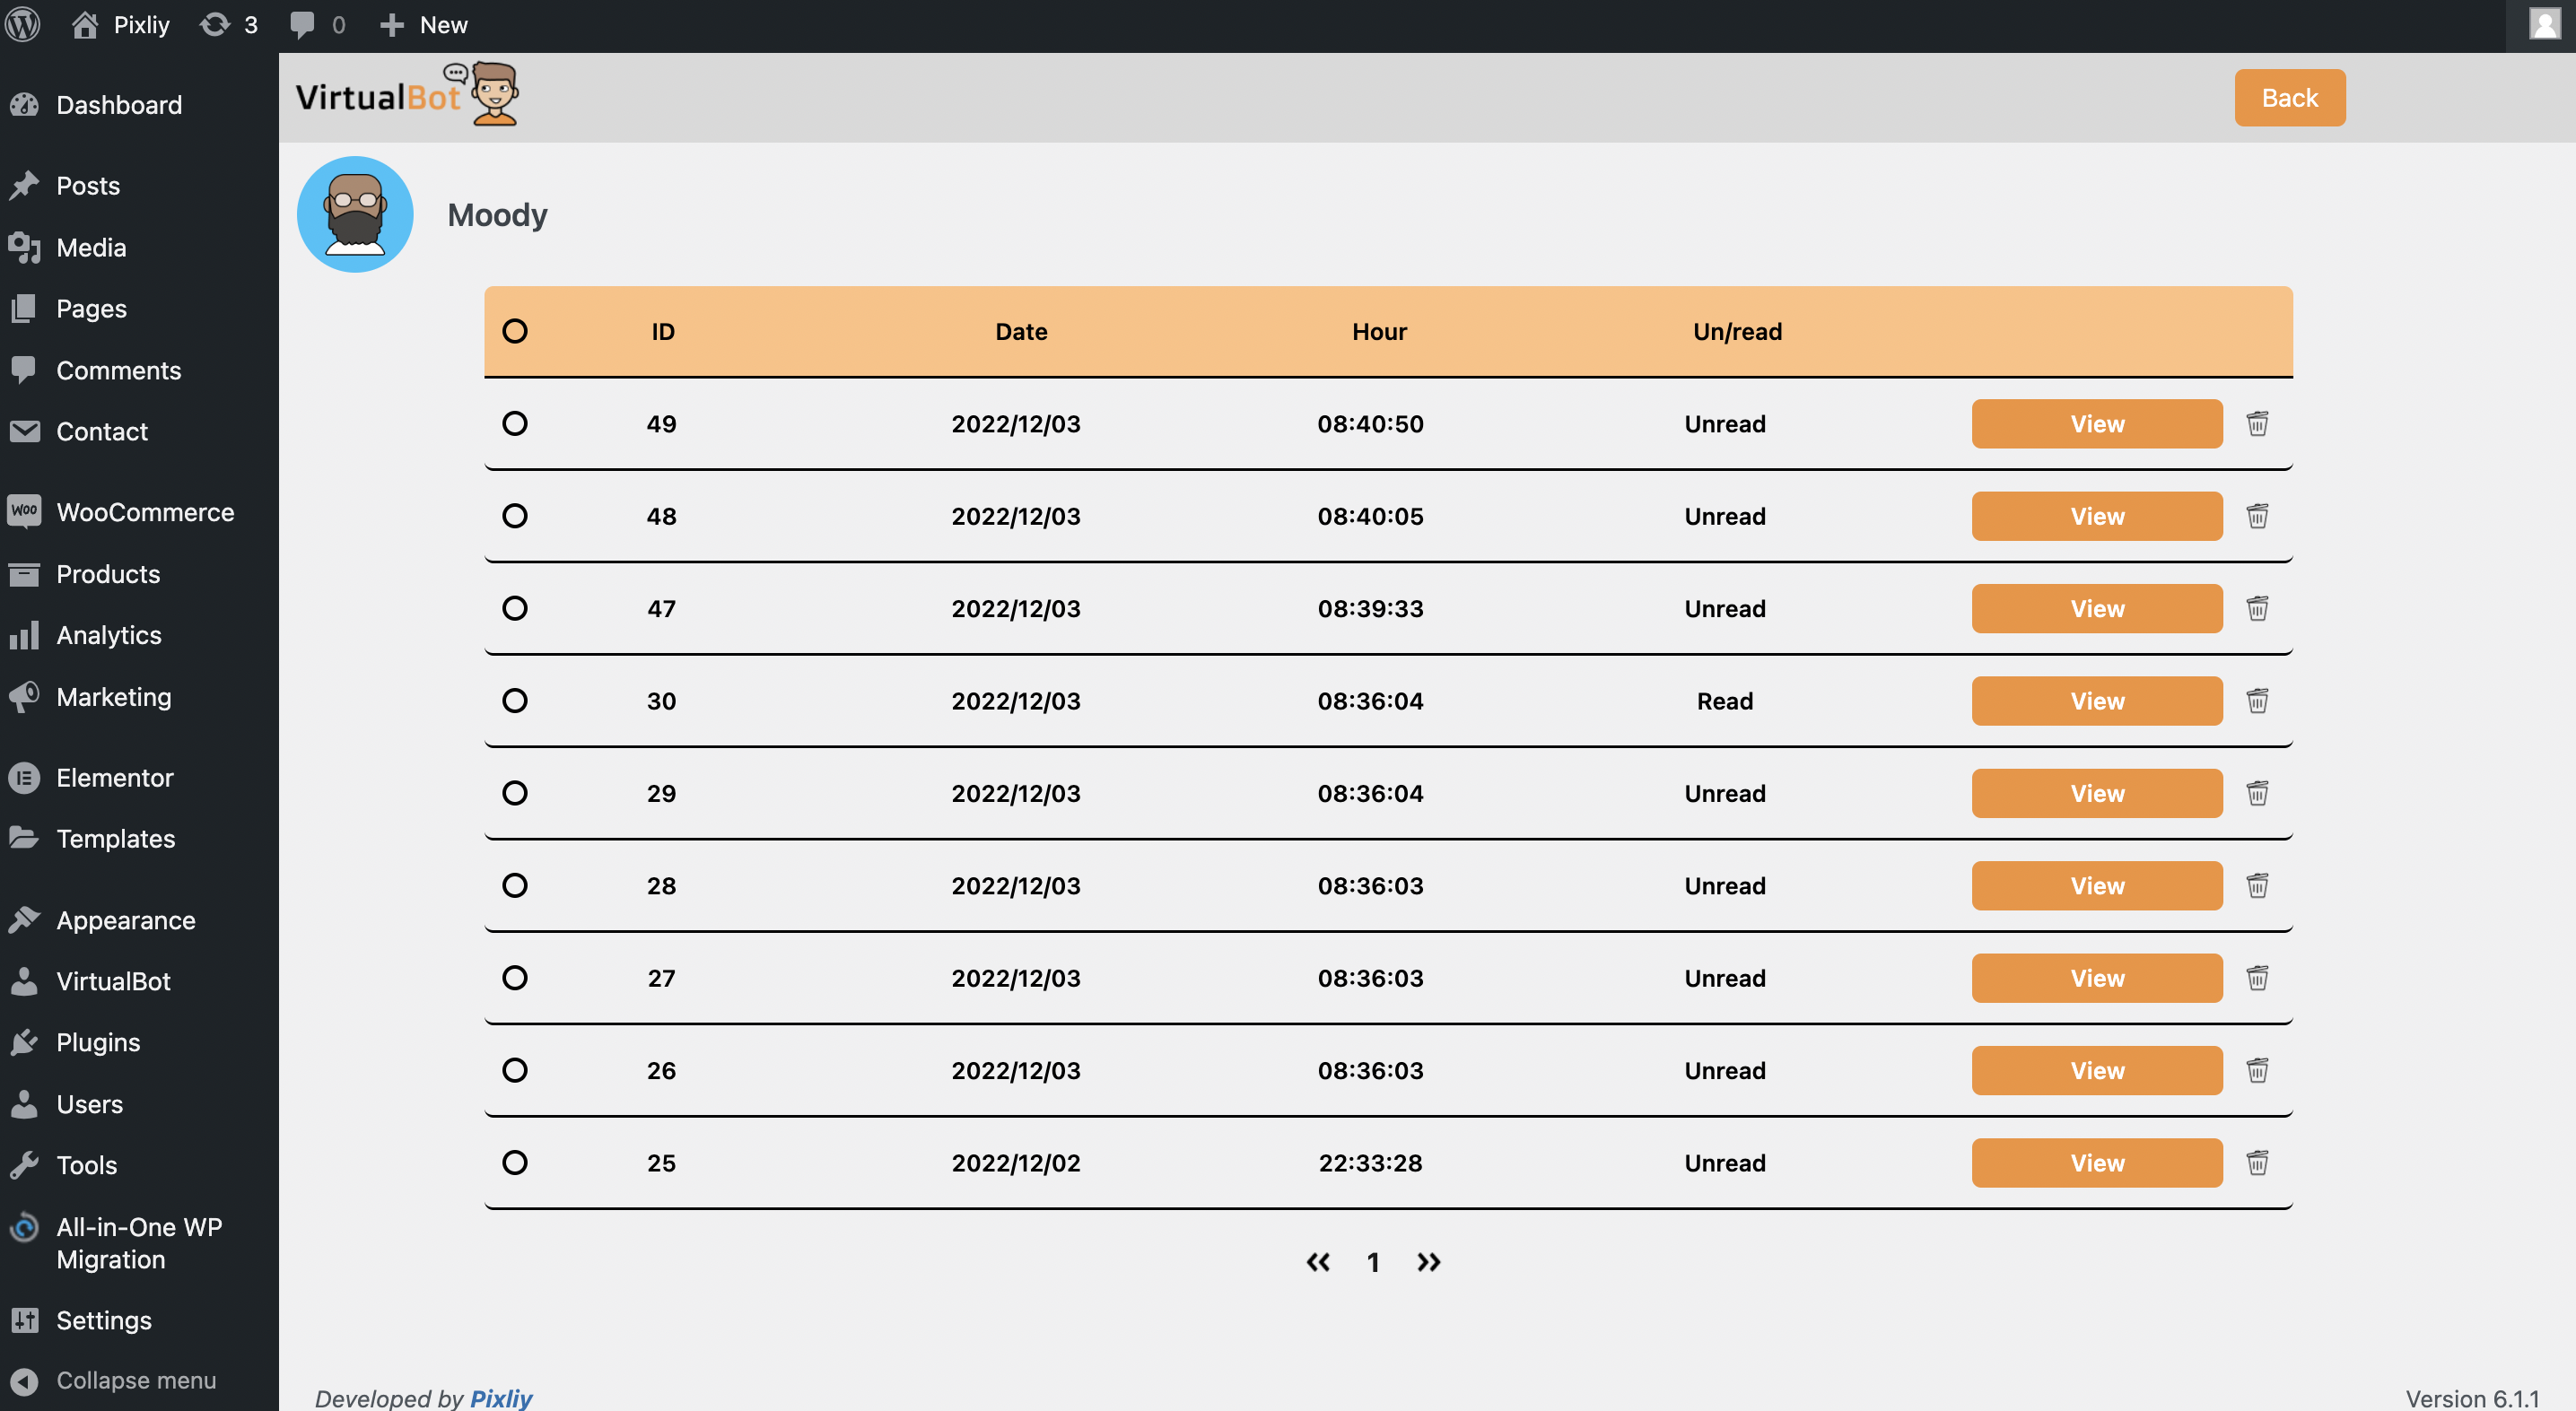 Pixliy 3 0 New
Dashboard
Posts
Media
Pages
Comments
Contact
Woo WooCommerce
Products
Analytics
Marketing
Elementor
Templates
Appearance
VirtualBot
Plugins
Users
Tools
All-in-One WP
Migration
Settings
Collapse menu
VirtualBot
Back
Moody
ID Date Hour Un/read
49 2022/12/03 08:40:50 Unread View
48 2022/12/03 08:40:05 Unread View
47 2022/12/03 08:39:33 Unread View
30 2022/12/03 08:36:04 Read View
29 2022/12/03 08:36:04 Unread View
28 2022/12/03 08:36:03 Unread View
27 2022/12/03 08:36:03 Unread View
26 2022/12/03 08:36:03 Unread View
25 2022/12/02 22:33:28 Unread View
« 1 »
Developed by Pixliy
Version 6.1.1